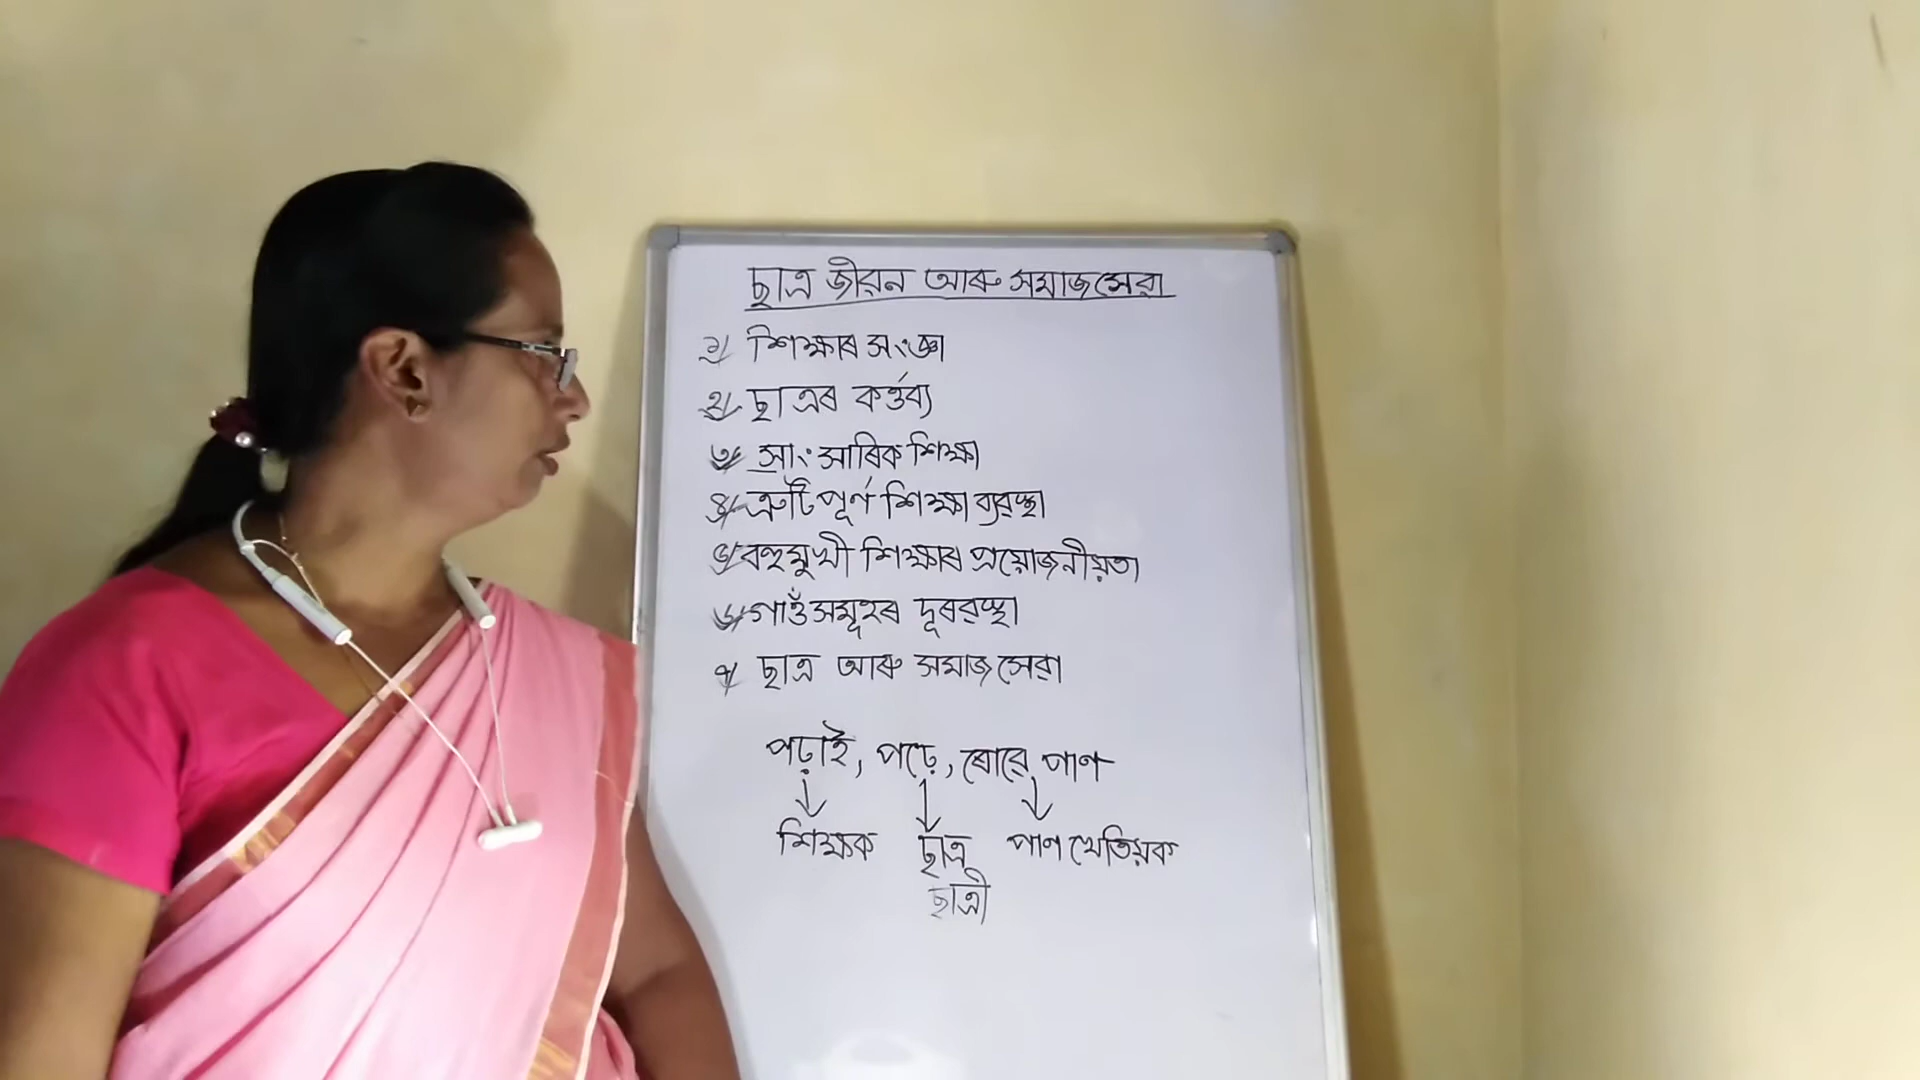 ছাত্ৰ জীৱন আৰু সমাজসেৱা
১/ শিক্ষাৰ সংজ্ঞা
২/ ছাত্ৰৰ কৰ্ত্তব্য
৩/ সাংসাৰিক শিক্ষা
৪/ ত্ৰুটিপূৰ্ণ শিক্ষা ব্যৱস্থা
৫/ বহুমুখী শিক্ষাৰ প্ৰয়োজনীয়তা
৬/ গাওঁসমূহৰ দূৰৱস্থা
৭/ ছাত্ৰ আৰু সমাজসেৱা
পঢ়াই, পঢ়ে, ৰোৱে পাণ
শিক্ষক ছাত্ৰ পাণ খেতিয়ক
ছাত্ৰী